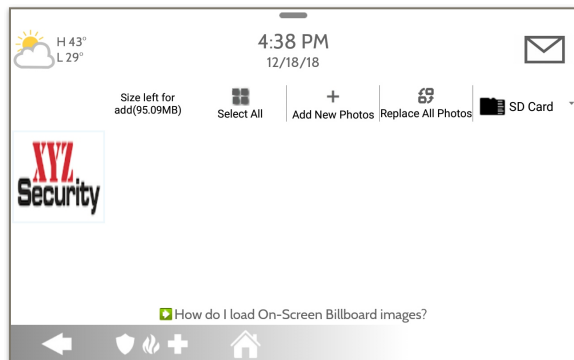 H 43°
L 29°
4:38 PM
12/18/18
Size left for
add(95.09MB)
Select All
Add New Photos
Replace All Photos
SD Card
XYZ
Security
How do I load On-Screen Billboard images?